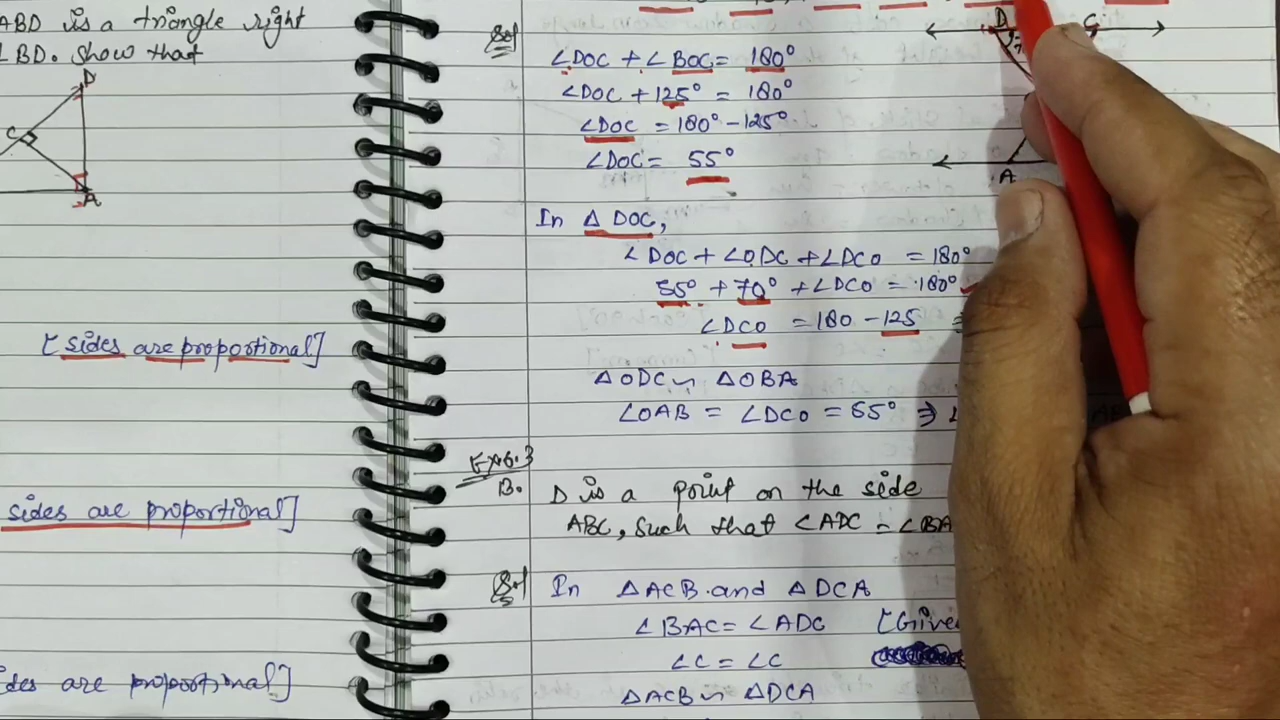 ABD is a triangle right
∠BD. Show that
D
C
A
[sides are proportional]
sides are proportional]
des are proportional]
Sol
D
C
A
∠DOC + ∠BOC = 180°
∠DOC + 125° = 180°
∠DOC = 180° - 125°
∠DOC = 55°
In △ DOC,
∠DOC + ∠ODC + ∠DCO = 180°
55° + 70° + ∠DCO = 180°
∠DCO = 180 - 125
△ODC ~ △OBA
∠OAB = ∠DCO = 55° ⇒
Ex 6.3
13. D is a point on the side
ABC, such that ∠ADC = ∠BA
Sol In △ACB and △DCA
∠BAC = ∠ADC [Given
∠C = ∠C
△ACB ~ △DCA